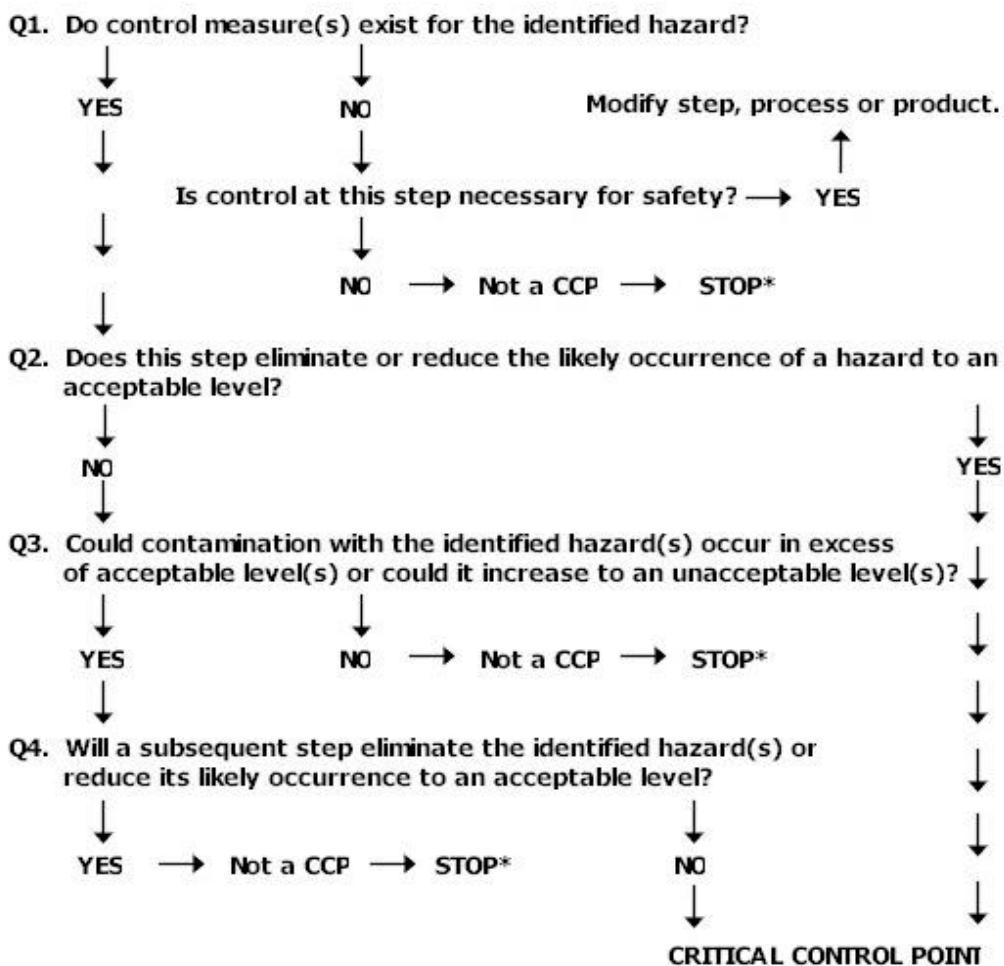 Q1. Do control measure(s) exist for the identified hazard?
YES NO Modify step, process or product.
Is control at this step necessary for safety? YES
NO Not a CCP STOP*
Q2. Does this step eliminate or reduce the likely occurrence of a hazard to an
acceptable level?
NO YES
Q3. Could contamination with the identified hazard(s) occur in excess
of acceptable level(s) or could it increase to an unacceptable level(s)?
YES NO Not a CCP STOP*
Q4. Will a subsequent step eliminate the identified hazard(s) or
reduce its likely occurrence to an acceptable level?
YES Not a CCP STOP* NO
CRITICAL CONTROL POINT